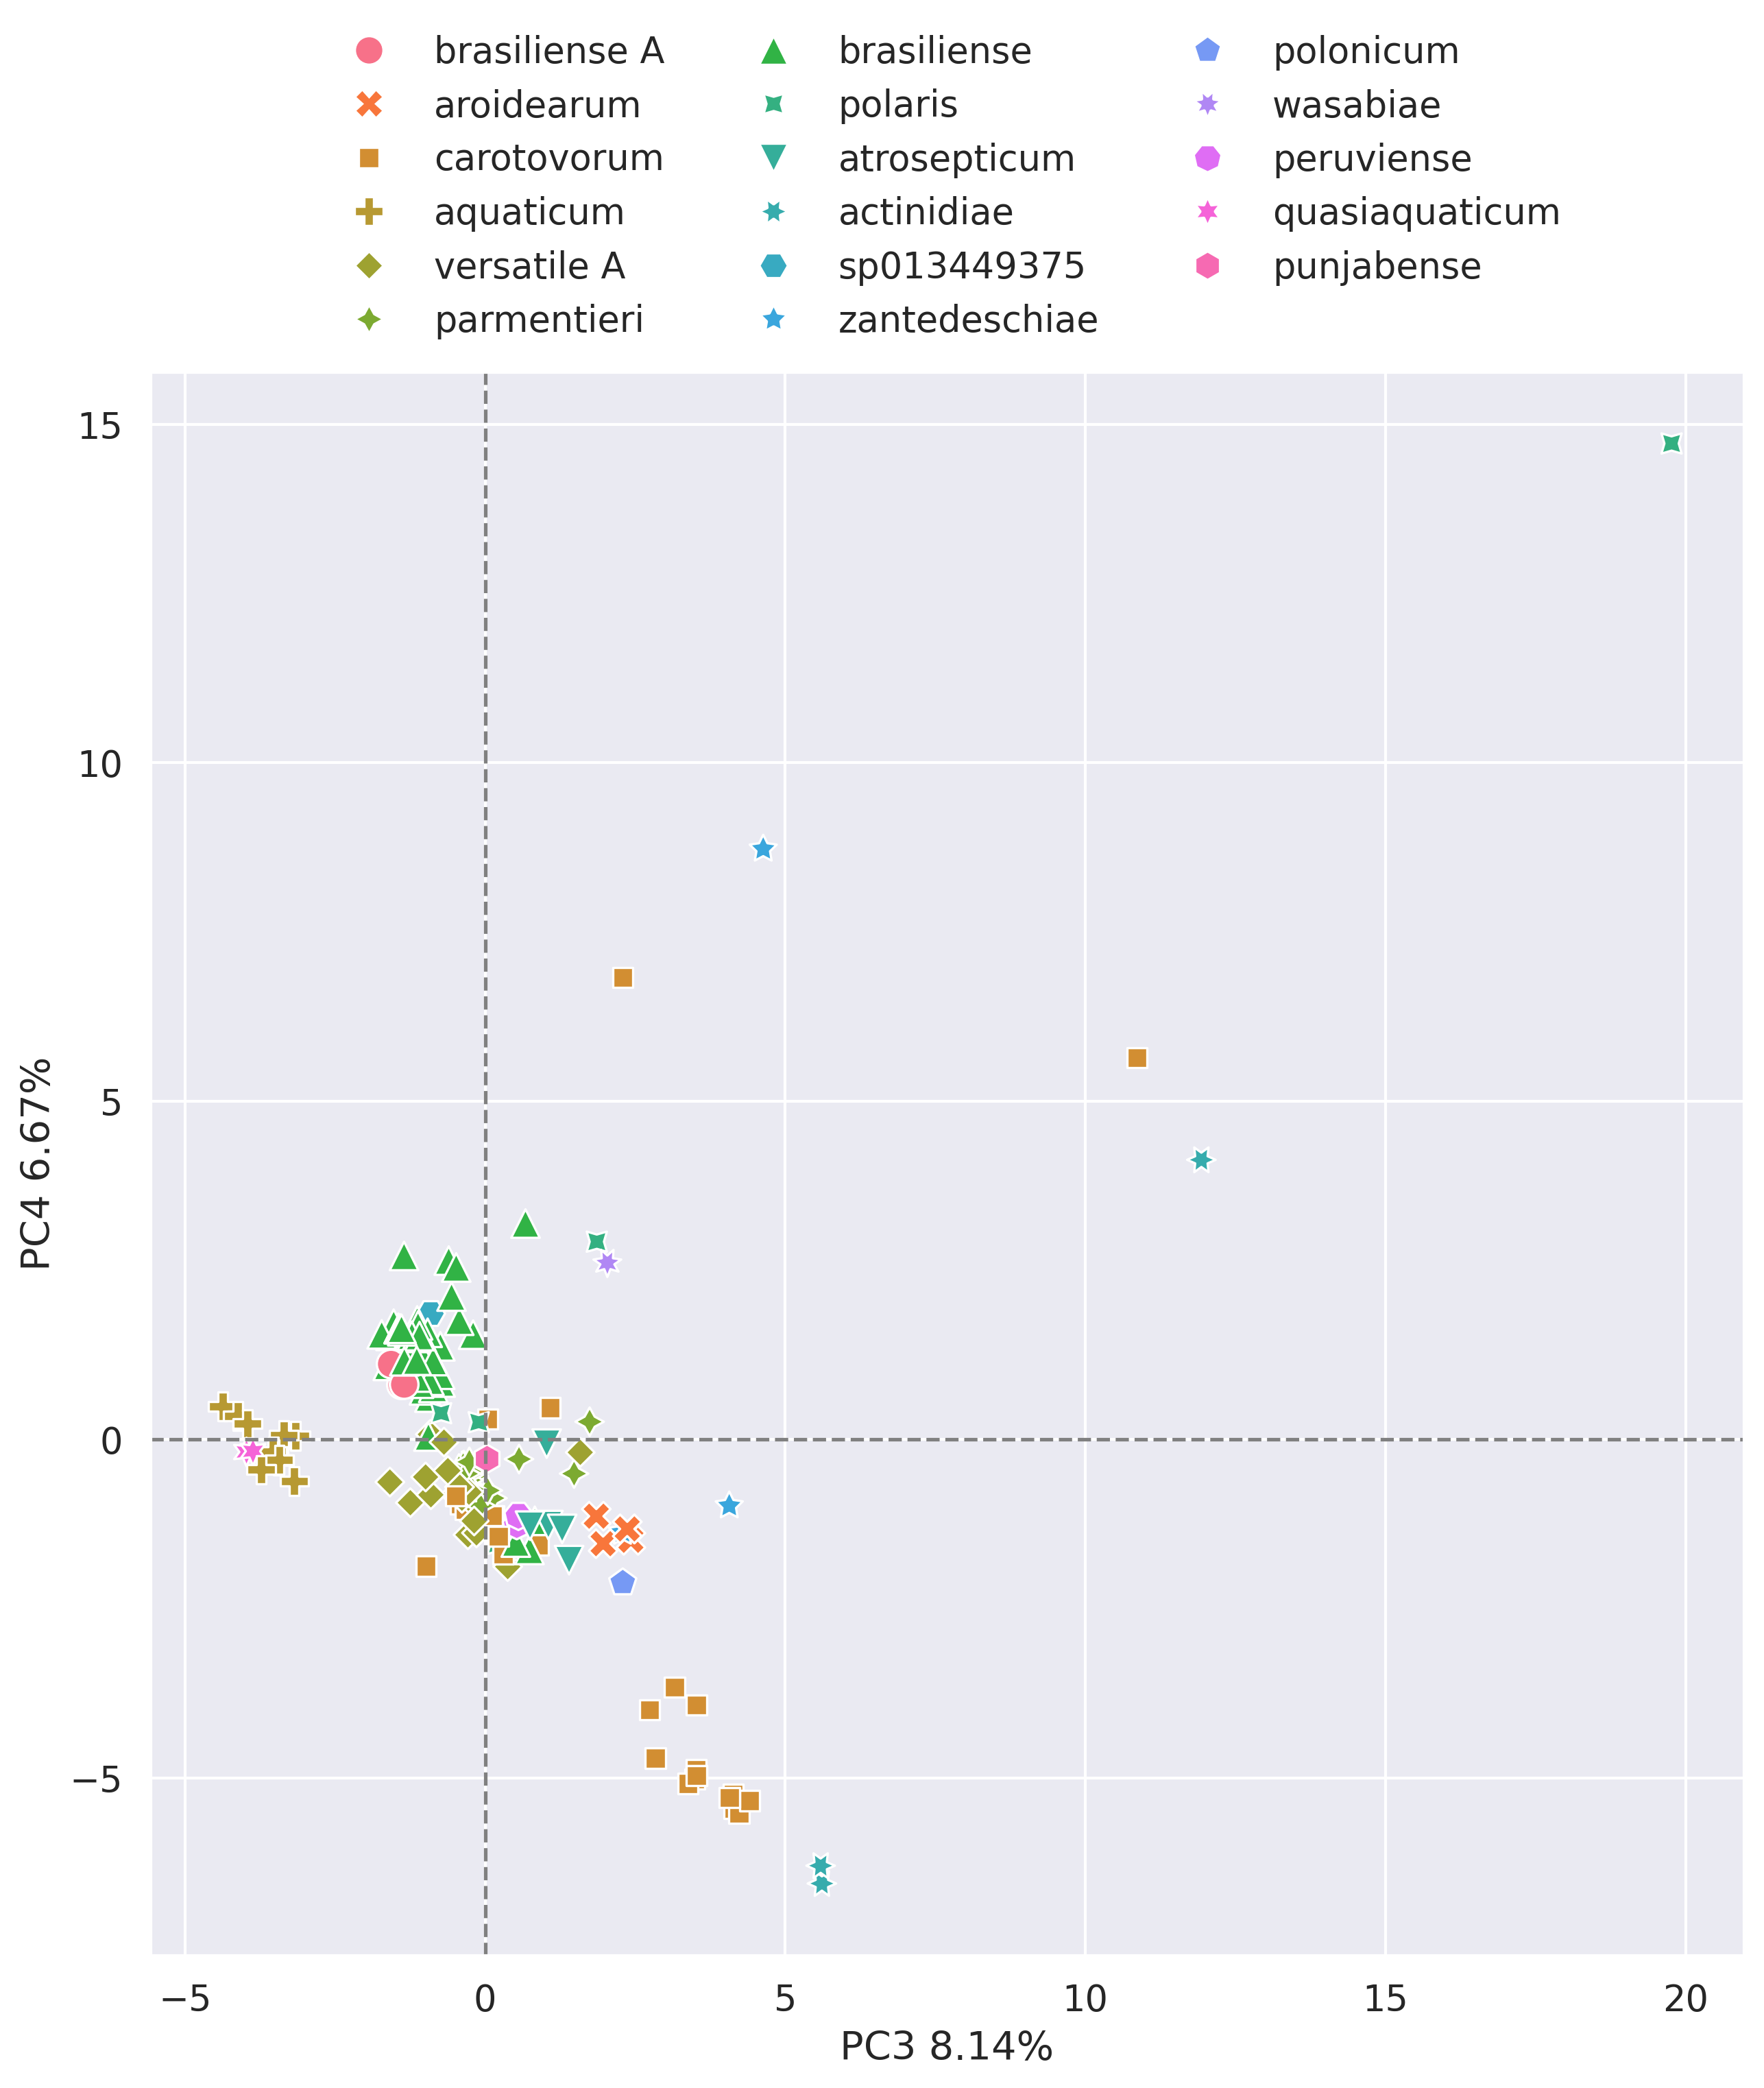 brasiliense A brasiliense polonicum
aroidearum polaris wasabiae
carotovorum atrosepticum peruviense
aquaticum actinidiae quasiaquaticum
versatile A sp013449375 punjabense
parmentieri zantedeschiae
15
10
5
0
−5
PC4 6.67%
−5 0 5 10 15 20
PC3 8.14%